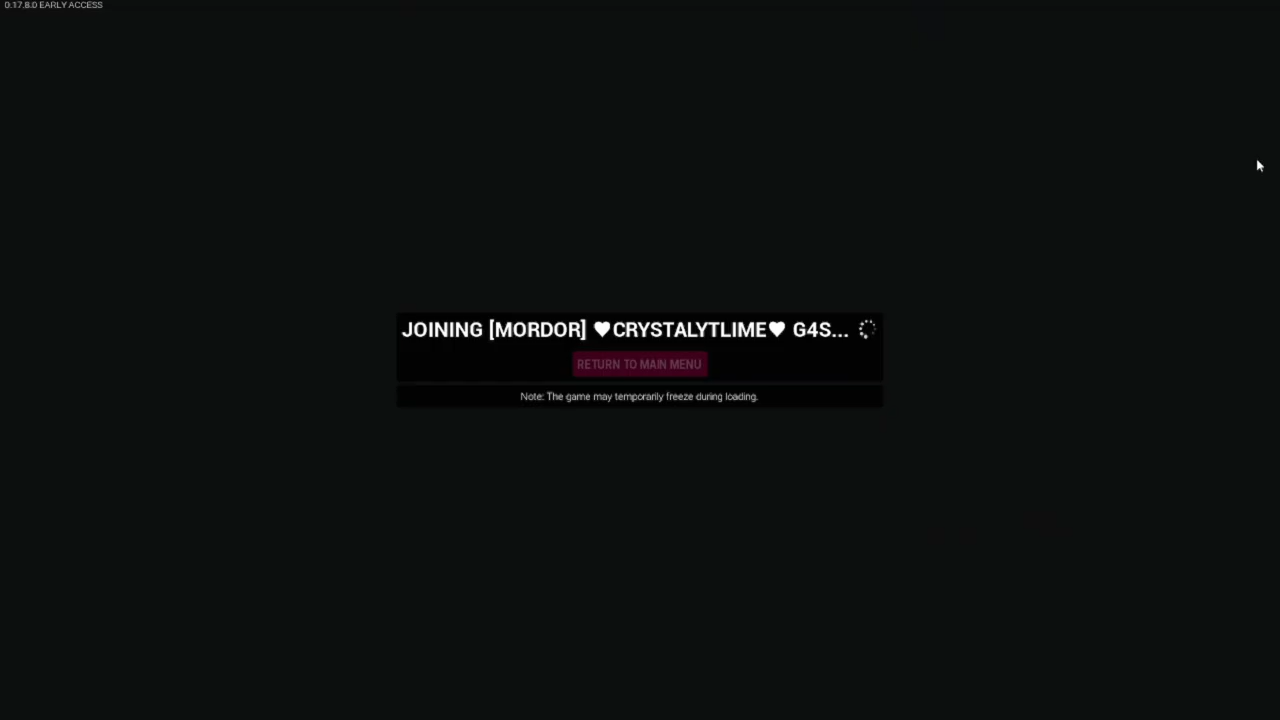 0.17.8.0 EARLY ACCESS
JOINING [MORDOR] ♥CRYSTALYTLIME♥ G4S...
RETURN TO MAIN MENU
Note: The game may temporarily freeze during loading.